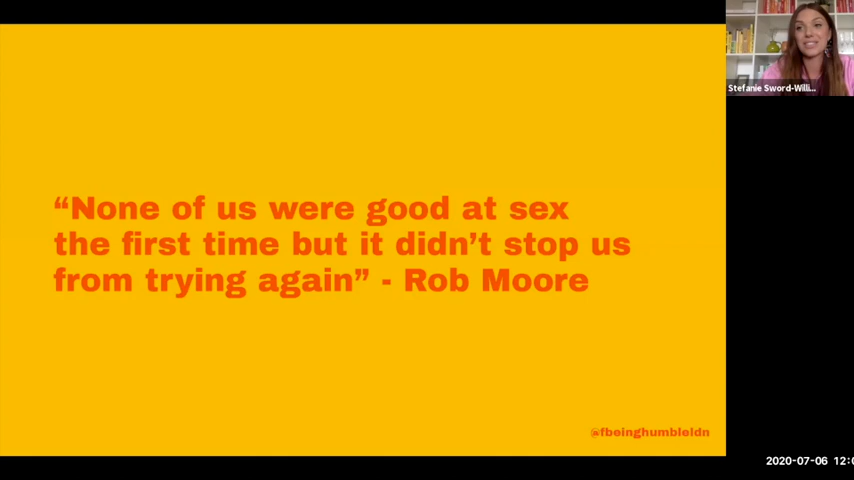 Stefanie Sword-Willi...
“None of us were good at sex
the first time but it didn’t stop us
from trying again” - Rob Moore
@fbeinghumbleldn
2020-07-06 12:0